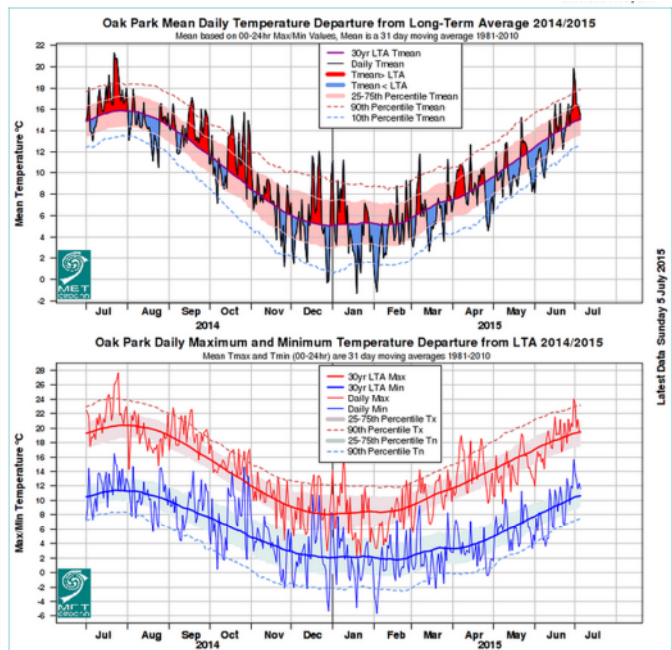 Oak Park Mean Daily Temperature Departure from Long-Term Average 2014/2015
Mean based on 00-24hr Max/Min Values, Mean is a 31 day moving average 1981-2010
30yr LTA Tmean
Daily Tmean
Tmean> LTA
Tmean < LTA
25-75th Percentile Tmean
90th Percentile Tmean
10th Percentile Tmean
Mean Temperature ºC
22
20
18
16
14
12
10
8
6
4
2
0
-2
MET
Jul Aug Sep Oct Nov Dec Jan Feb Mar Apr May Jun Jul
2014 2015
Latest Data Sunday 5 July 2015
Oak Park Daily Maximum and Minimum Temperature Departure from LTA 2014/2015
Mean Tmax and Tmin (00-24hr) are 31 day moving averages 1981-2010
30yr LTA Max
30yr LTA Min
Daily Max
Daily Min
25-75th Percentile Tx
90th Percentile Tx
25-75th Percentile Tn
90th Percentile Tn
Max/Min Temperature ºC
28
26
24
22
20
18
16
14
12
10
8
6
4
2
0
-2
-4
-6
MET
Jul Aug Sep Oct Nov Dec Jan Feb Mar Apr May Jun Jul
2014 2015